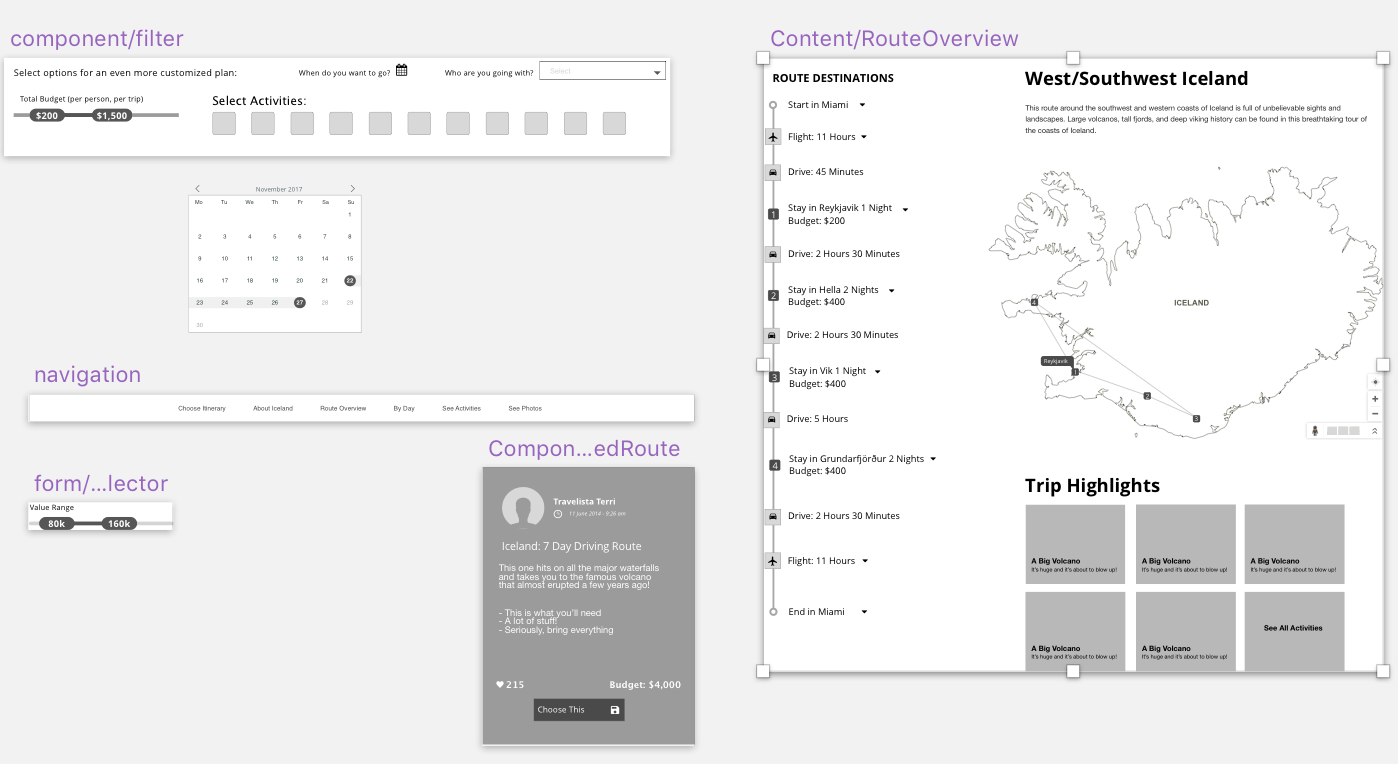 component/filter
Select options for an even more customized plan:
When do you want to go?
Who are you going with?
Select
Total Budget (per person, per trip)
$200
$1,500
Select Activities:
November 2017
Mo Tu We Th Fr Sa Su
1
2 3 4 5 6 7 8
9 10 11 12 13 14 15
16 17 18 19 20 21 22
23 24 25 26 27 28 29
30
navigation
Choose Itinerary
About Iceland
Route Overview
By Day
See Activities
See Photos
form/...lector
Value Range
80k
160k
Compon...edRoute
Travelista Terri
11 June 2014 - 9:26 am
Iceland: 7 Day Driving Route
This one hits on all the major waterfalls
and takes you to the famous volcano
that almost erupted a few years ago!
- This is what you'll need
- A lot of stuff!
- Seriously, bring everything
215
Budget: $4,000
Choose This
Content/RouteOverview
ROUTE DESTINATIONS
Start in Miami
Flight: 11 Hours
Drive: 45 Minutes
1
Stay in Reykjavik 1 Night
Budget: $200
Drive: 2 Hours 30 Minutes
2
Stay in Hella 2 Nights
Budget: $400
Drive: 2 Hours 30 Minutes
3
Stay in Vik 1 Night
Budget: $400
Drive: 5 Hours
4
Stay in Grundarfjörður 2 Nights
Budget: $400
Drive: 2 Hours 30 Minutes
Flight: 11 Hours
End in Miami
West/Southwest Iceland
This route around the southwest and western coasts of Iceland is full of unbelievable sights and
landscapes. Large volcanos, tall fjords, and deep viking history can be found in this breathtaking tour of
the coasts of Iceland.
ICELAND
4
Reykjavik
1
2
3
Trip Highlights
A Big Volcano
It's huge and it's about to blow up!
A Big Volcano
It's huge and it's about to blow up!
A Big Volcano
It's huge and it's about to blow up!
A Big Volcano
It's huge and it's about to blow up!
A Big Volcano
It's huge and it's about to blow up!
See All Activities